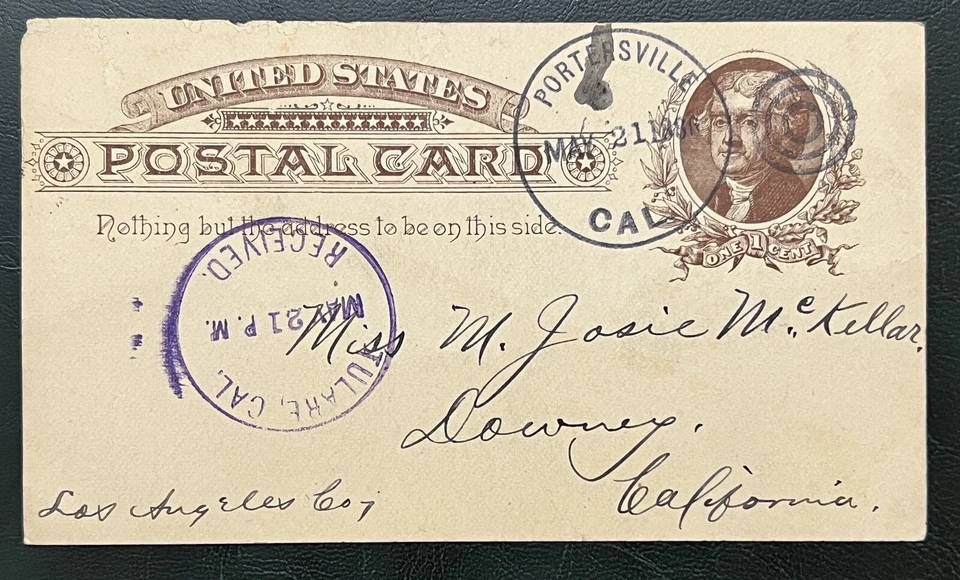 UNITED STATES
POSTAL CARD
Nothing but the address to be on this side.
PORTERSVILLE
MAY 21 1886
CAL.
ONE 1 CENT
TULARE, CAL.
MAY 21 P.M.
RECEIVED.
Miss M. Josie McKellar.
Downey.
California.
Los Angeles Co,